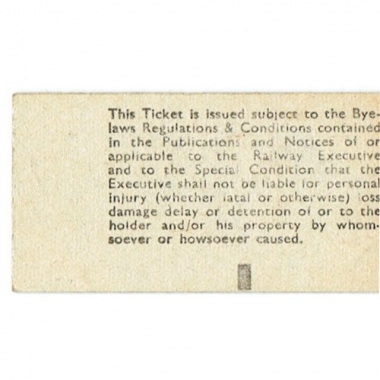 This Ticket is issued subject to the Bye-
laws Regulations & Conditions contained
in the Publications and Notices of or
applicable to the Railway Executive
and to the Special Condition that the
Executive shall not be liable for personal
injury (whether fatal or otherwise) loss
damage delay or detention of or to the
holder and/or his property by whom-
soever or howsoever caused.